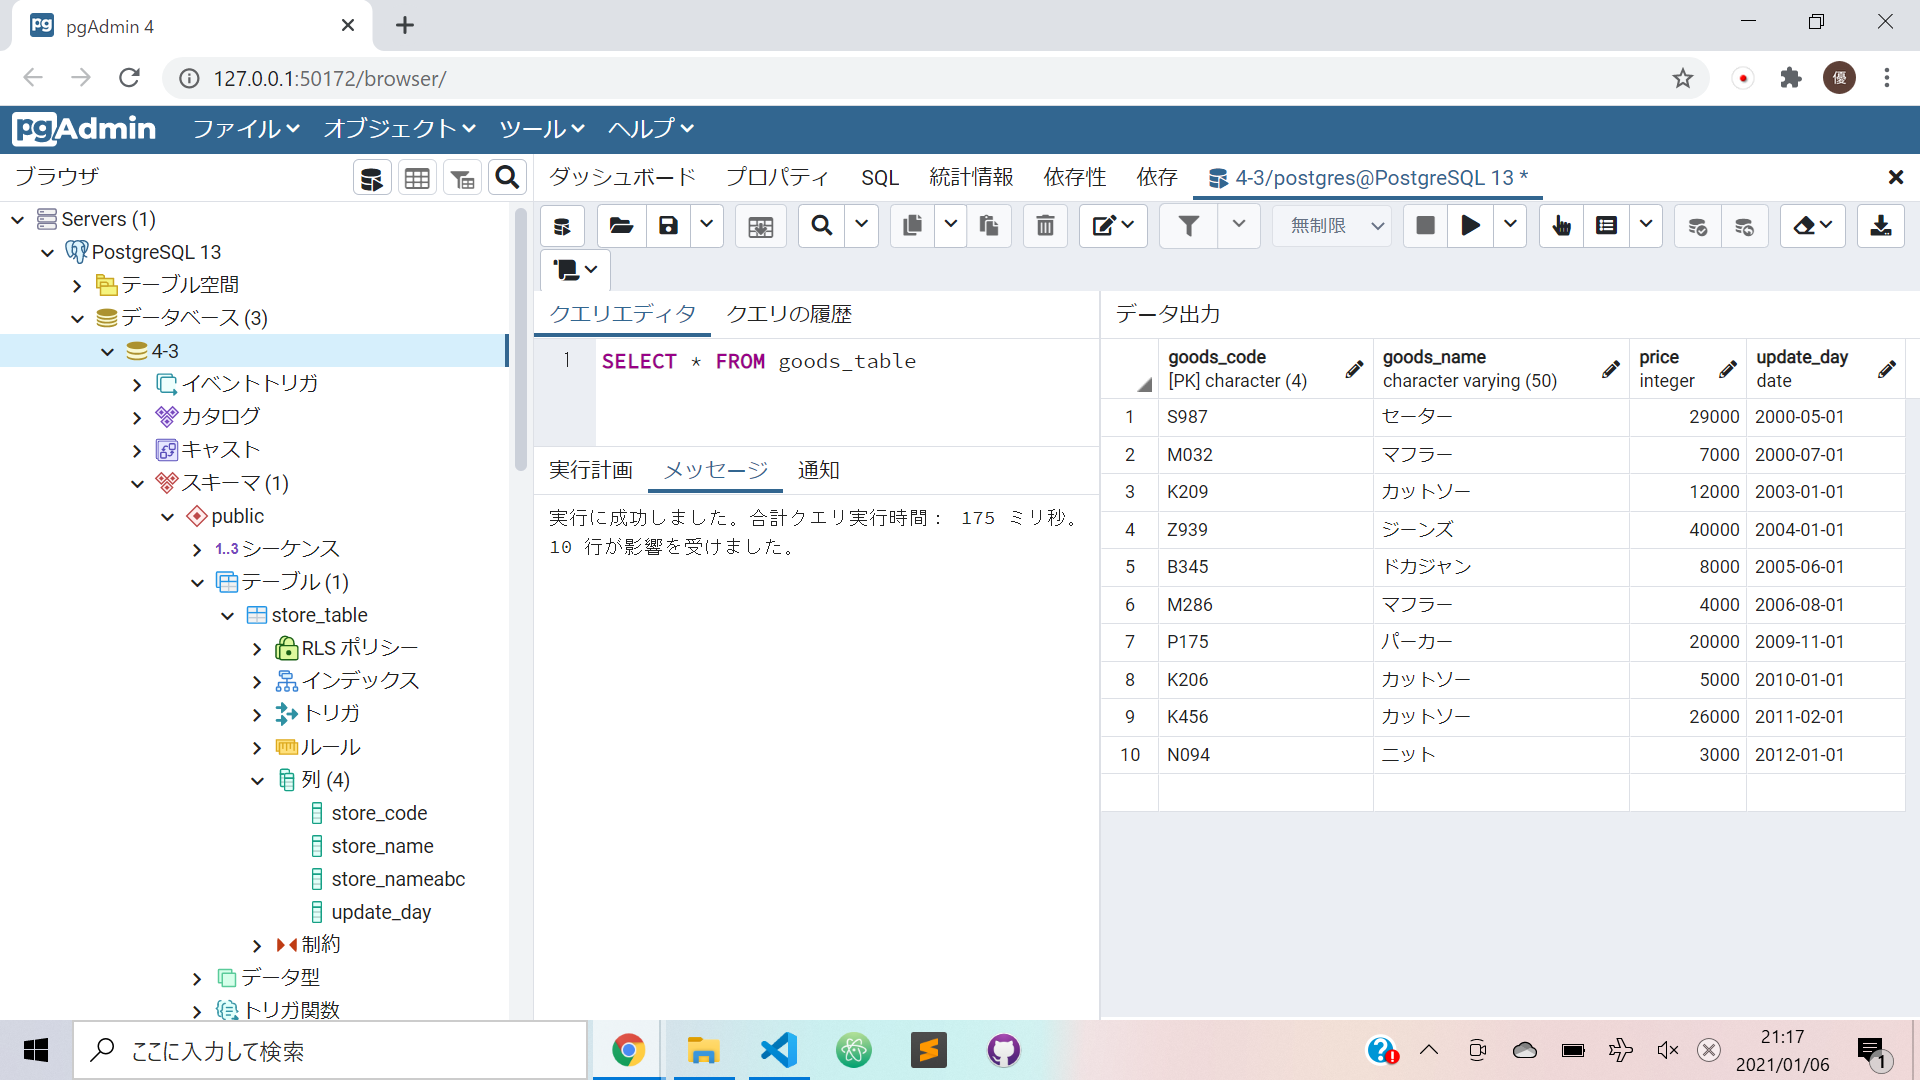 pgAdmin 4
127.0.0.1:50172/browser/
優
pgAdmin ファイル オブジェクト ツール ヘルプ
ブラウザ
ダッシュボード プロパティ SQL 統計情報 依存性 依存 4-3/postgres@PostgreSQL 13 *
無制限
Servers (1)
PostgreSQL 13
テーブル空間
データベース (3)
4-3
イベントトリガ
カタログ
キャスト
スキーマ (1)
public
1..3 シーケンス
テーブル (1)
store_table
RLS ポリシー
インデックス
トリガ
ルール
列 (4)
store_code
store_name
store_nameabc
update_day
制約
データ型
トリガ関数
クエリエディタ クエリの履歴
1 SELECT * FROM goods_table
実行計画 メッセージ 通知
実行に成功しました。合計クエリ実行時間： 175 ミリ秒。
10 行が影響を受けました。
データ出力
goods_code goods_name price update_day
[PK] character (4) character varying (50) integer date
1 S987 セーター 29000 2000-05-01
2 M032 マフラー 7000 2000-07-01
3 K209 カットソー 12000 2003-01-01
4 Z939 ジーンズ 40000 2004-01-01
5 B345 ドカジャン 8000 2005-06-01
6 M286 マフラー 4000 2006-08-01
7 P175 パーカー 20000 2009-11-01
8 K206 カットソー 5000 2010-01-01
9 K456 カットソー 26000 2011-02-01
10 N094 ニット 3000 2012-01-01
ここに入力して検索
21:17
2021/01/06
1